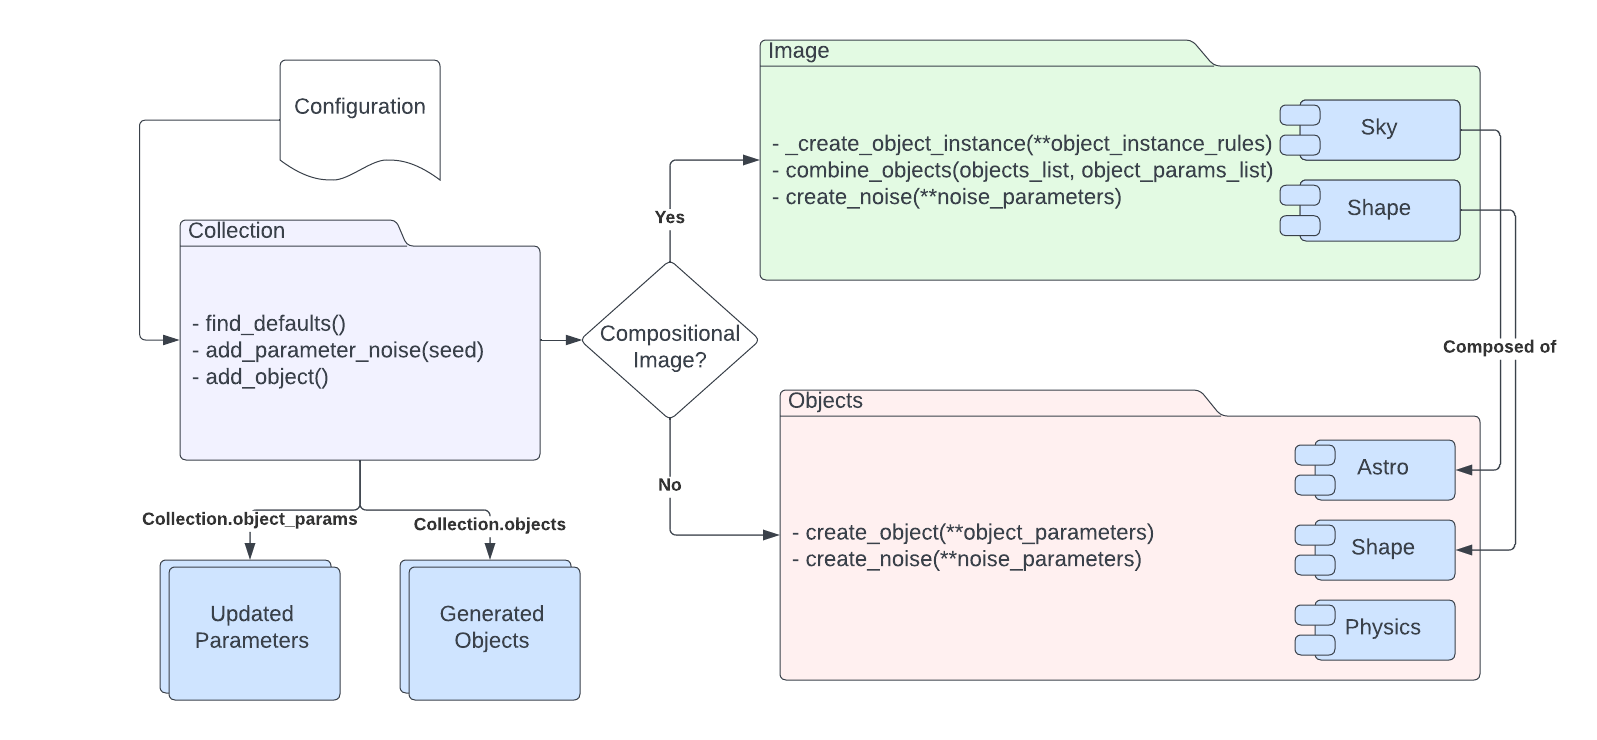 Configuration
Collection
- find_defaults()
- add_parameter_noise(seed)
- add_object()
Collection.object_params
Collection.objects
Updated
Parameters
Generated
Objects
Compositional
Image?
Yes
No
Image
- _create_object_instance(**object_instance_rules)
- combine_objects(objects_list, object_params_list)
- create_noise(**noise_parameters)
Sky
Shape
Composed of
Objects
- create_object(**object_parameters)
- create_noise(**noise_parameters)
Astro
Shape
Physics